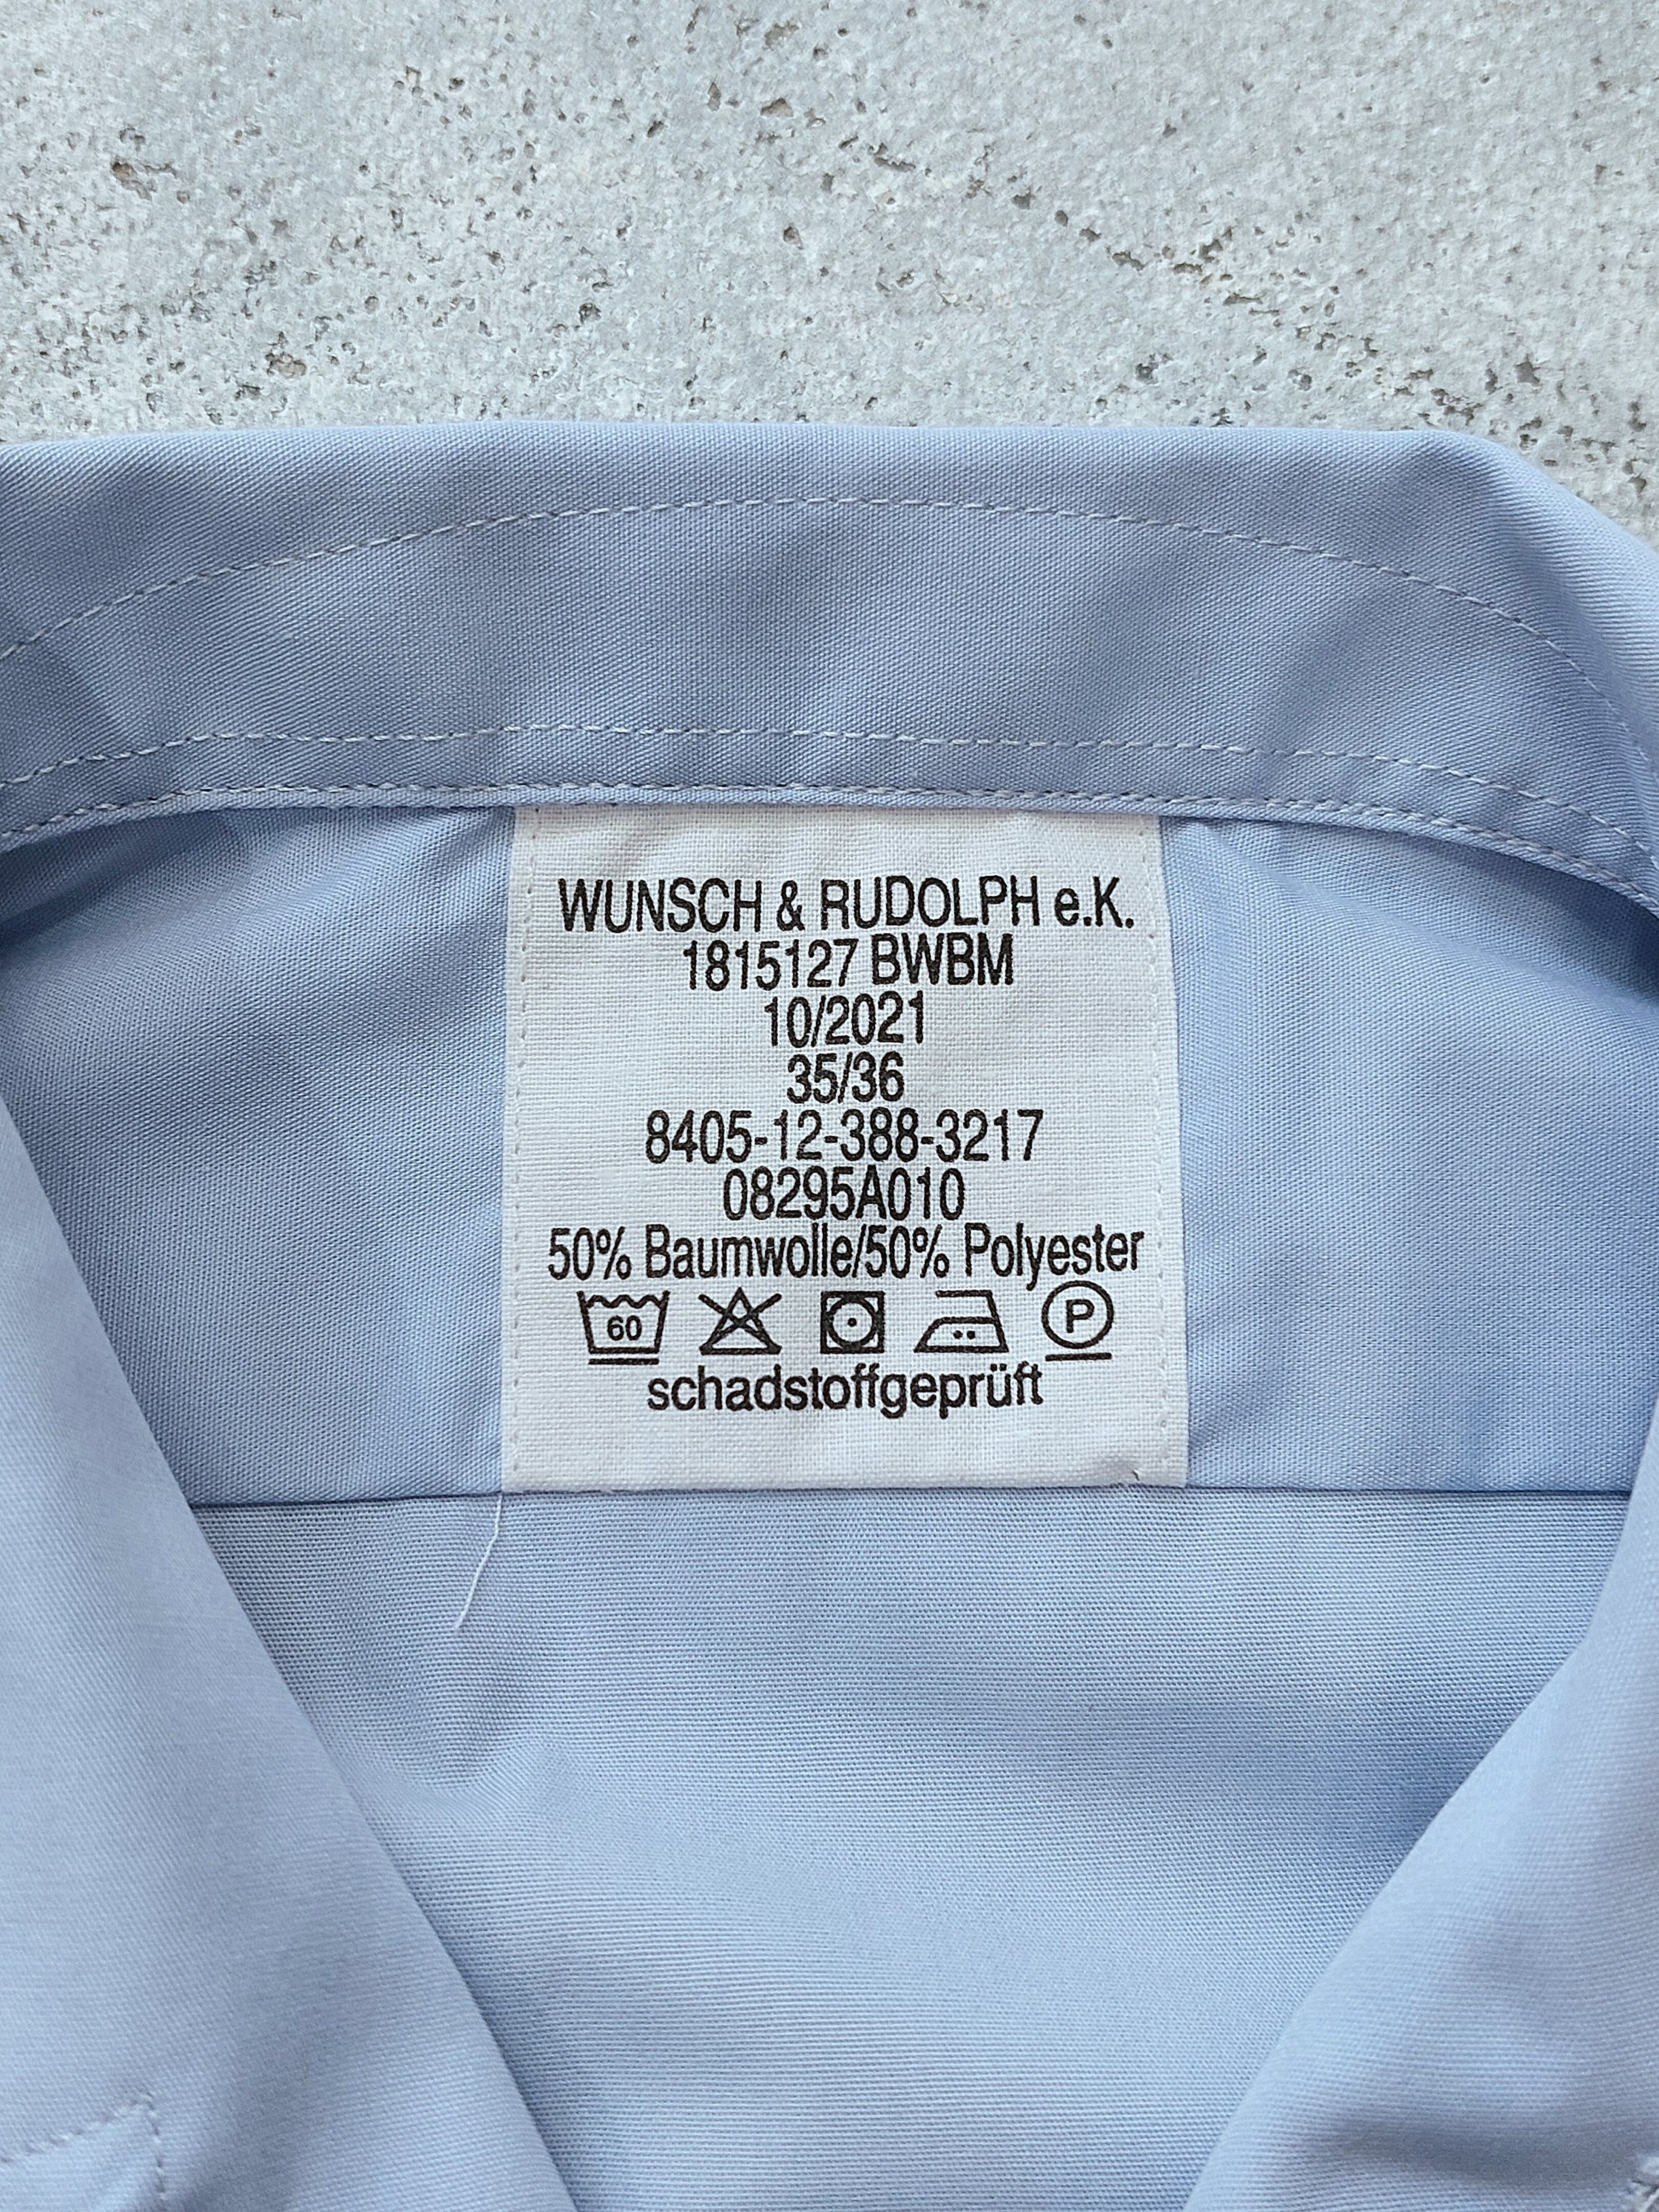 WUNSCH & RUDOLPH e.K.
1815127 BWBM
10/2021
35/36
8405-12-388-3217
08295A010
50% Baumwolle/50% Polyester
60 P
schadstoffgeprüft